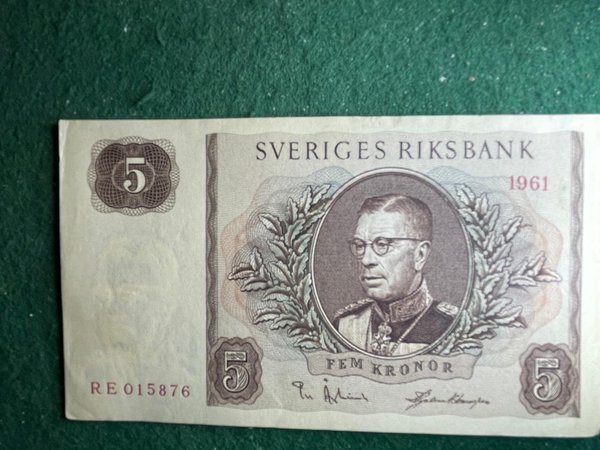 SVERIGES RIKSBANK
5
1961
FEM KRONOR
5
5
RE 015876